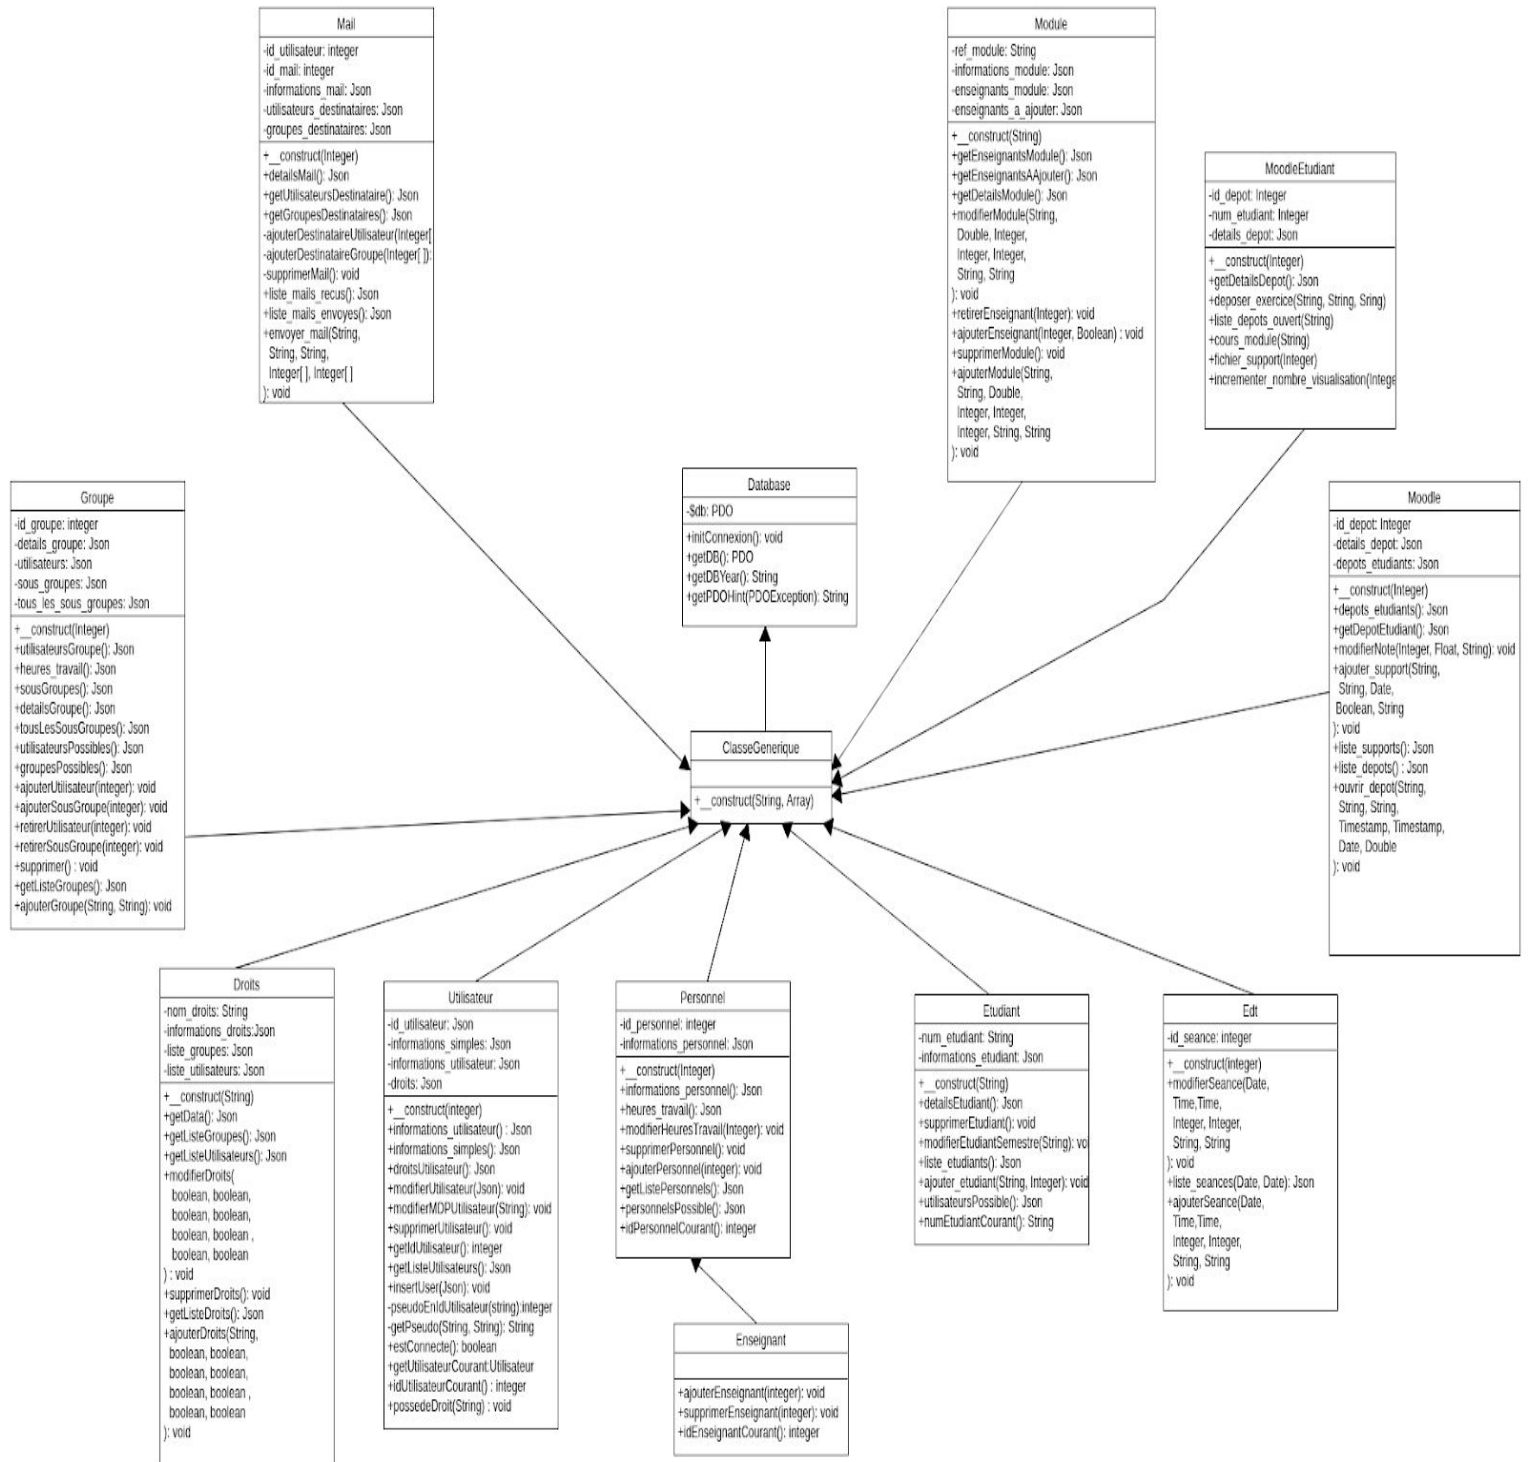 Mail
-id_utilisateur: integer
-id_mail: integer
-informations_mail: Json
-utilisateurs_destinataires: Json
-groupes_destinataires: Json
+__construct(Integer)
+detailsMail(): Json
+getUtilisateursDestinataire(): Json
+getGroupesDestinataires(): Json
-ajouterDestinataireUtilisateur(Integer[
-ajouterDestinataireGroupe(Integer[ ]):
-supprimerMail(): void
+liste_mails_recus(): Json
+liste_mails_envoyes(): Json
+envoyer_mail(String,
String, String,
Integer[ ], Integer[ ]
): void
Module
-ref_module: String
-informations_module: Json
-enseignants_module: Json
-enseignants_a_ajouter: Json
+__construct(String)
+getEnseignantsModule(): Json
+getEnseignantsAAjouter(): Json
+getDetailsModule(): Json
+modifierModule(String,
Double, Integer,
Integer, Integer,
String, String
): void
+retirerEnseignant(Integer): void
+ajouterEnseignant(Integer, Boolean) : void
+supprimerModule(): void
+ajouterModule(String,
String, Double,
Integer, Integer,
Integer, String, String
): void
MoodleEtudiant
-id_depot: Integer
-num_etudiant: Integer
-details_depot: Json
+__construct(Integer)
+getDetailsDepot(): Json
+deposer_exercice(String, String, Sring)
+liste_depots_ouvert(String)
+cours_module(String)
+fichier_support(Integer)
+incrementer_nombre_visualisation(Intege
Groupe
-id_groupe: integer
-details_groupe: Json
-utilisateurs: Json
-sous_groupes: Json
-tous_les_sous_groupes: Json
+__construct(Integer)
+utilisateursGroupe(): Json
+heures_travail(): Json
+sousGroupes(): Json
+detailsGroupe(): Json
+tousLesSousGroupes(): Json
+utilisateursPossibles(): Json
+groupesPossibles(): Json
+ajouterUtilisateur(integer): void
+ajouterSousGroupe(integer): void
+retirerUtilisateur(integer): void
+retirerSousGroupe(integer): void
+supprimer() : void
+getListeGroupes(): Json
+ajouterGroupe(String, String): void
Database
-$db: PDO
+initConnexion(): void
+getDB(): PDO
+getDBYear(): String
+getPDOHint(PDOException): String
Moodle
-id_depot: Integer
-details_depot: Json
-depots_etudiants: Json
+__construct(Integer)
+depots_etudiants(): Json
+getDepotEtudiant(): Json
+modifierNote(Integer, Float, String): void
+ajouter_support(String,
String, Date,
Boolean, String
): void
+liste_supports(): Json
+liste_depots() : Json
+ouvrir_depot(String,
String, String,
Timestamp, Timestamp,
Date, Double
): void
ClasseGenerique
+__construct(String, Array)
Droits
-nom_droits: String
-informations_droits:Json
-liste_groupes: Json
-liste_utilisateurs: Json
+__construct(String)
+getData(): Json
+getListeGroupes(): Json
+getListeUtilisateurs(): Json
+modifierDroits(
boolean, boolean,
boolean, boolean,
boolean, boolean ,
boolean, boolean
) : void
+supprimerDroits(): void
+getListeDroits(): Json
+ajouterDroits(String,
boolean, boolean,
boolean, boolean,
boolean, boolean ,
boolean, boolean
): void
Utilisateur
-id_utilisateur: Json
-informations_simples: Json
-informations_utilisateur: Json
-droits: Json
+__construct(integer)
+informations_utilisateur() : Json
+informations_simples(): Json
+droitsUtilisateur(): Json
+modifierUtilisateur(Json): void
+modifierMDPUtilisateur(String): void
+supprimerUtilisateur(): void
+getIdUtilisateur(): integer
+getListeUtilisateurs(): Json
+insertUser(Json): void
-pseudoEnIdUtilisateur(string):integer
-getPseudo(String, String): String
+estConnecte(): boolean
+getUtilisateurCourant:Utilisateur
+idUtilisateurCourant() : integer
+possedeDroit(String) : void
Personnel
-id_personnel: integer
-informations_personnel: Json
+__construct(Integer)
+informations_personnel(): Json
+heures_travail(): Json
+modifierHeuresTravail(Integer): void
+supprimerPersonnel(): void
+ajouterPersonnel(integer): void
+getListePersonnels(): Json
+personnelsPossible(): Json
+idPersonnelCourant(): integer
Etudiant
-num_etudiant: String
-informations_etudiant: Json
+__construct(String)
+detailsEtudiant(): Json
+supprimerEtudiant(): void
+modifierEtudiantSemestre(String): vo
+liste_etudiants(): Json
+ajouter_etudiant(String, Integer): void
+utilisateursPossible(): Json
+numEtudiantCourant(): String
Edt
-id_seance: integer
+__construct(integer)
+modifierSeance(Date,
Time,Time,
Integer, Integer,
String, String
): void
+liste_seances(Date, Date): Json
+ajouterSeance(Date,
Time,Time,
Integer, Integer,
String, String
): void
Enseignant
+ajouterEnseignant(integer): void
+supprimerEnseignant(integer): void
+idEnseignantCourant(): integer